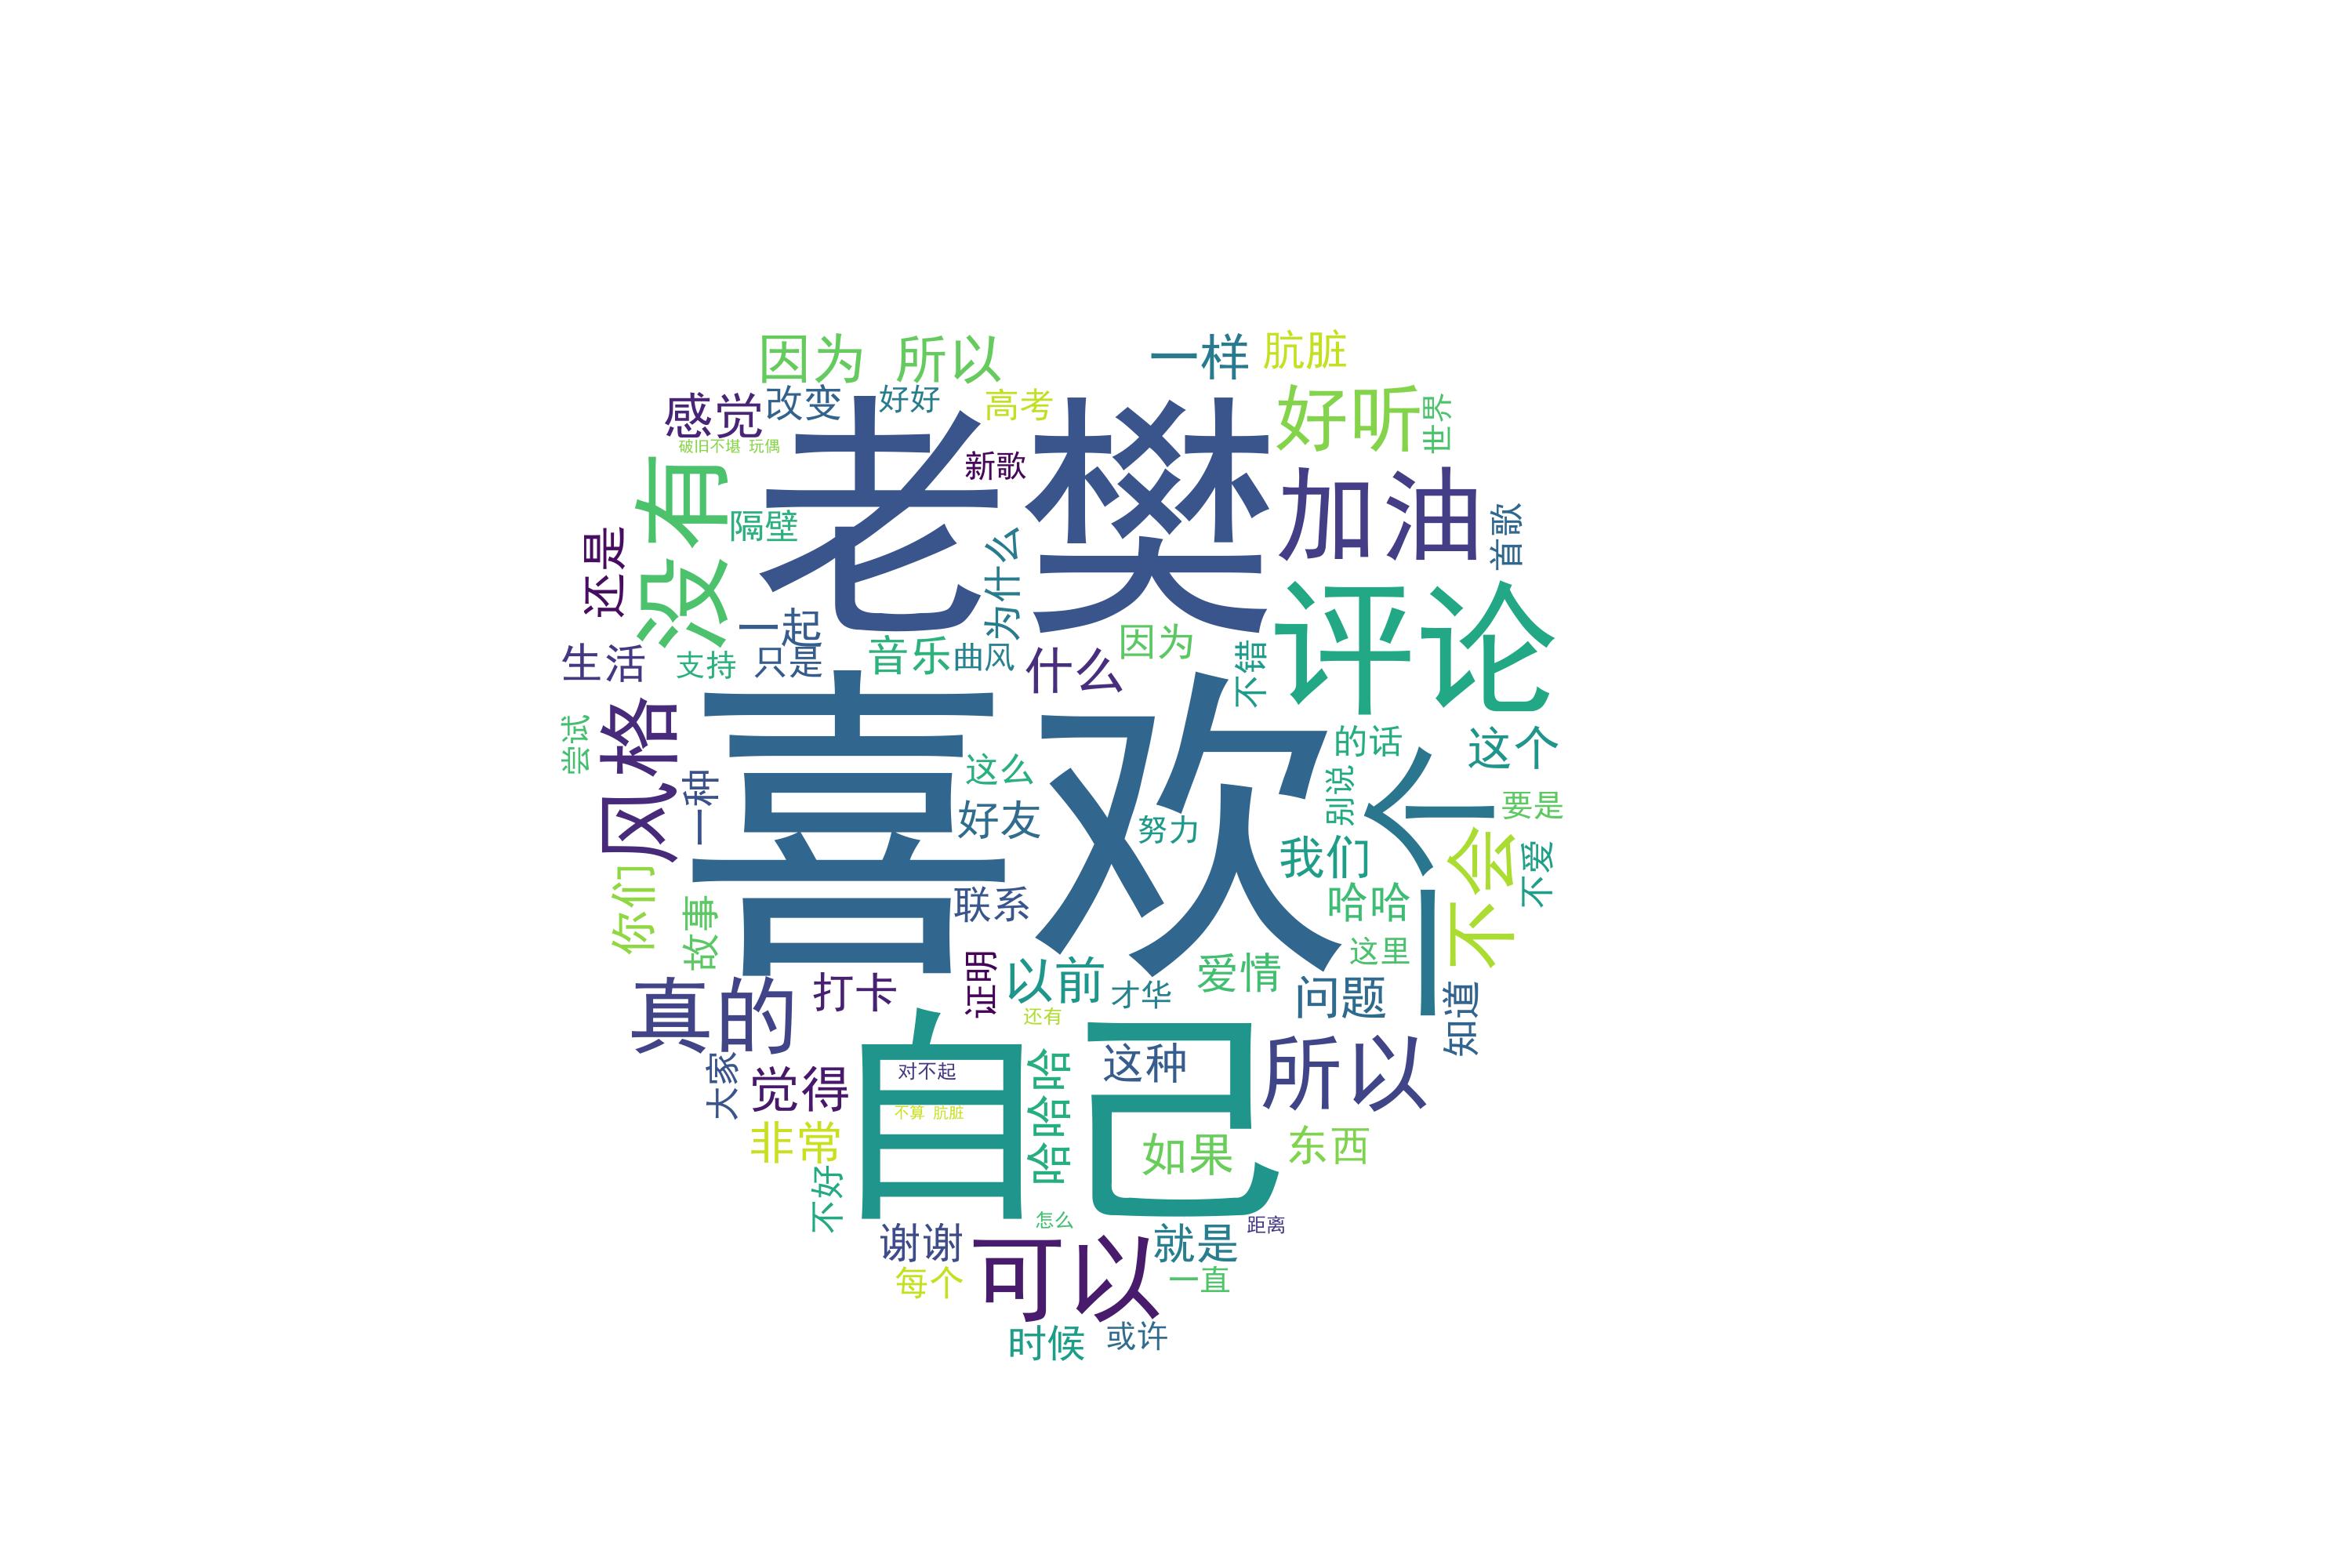 因为 所以
一样
肮脏
感觉
改变
好好
高考
好听
世界
破旧不堪 玩偶
老樊
新歌
没有
隔壁
加油
首歌
还是
为什么
评论
一起
生活
支持
只是
音乐
曲风
什么
因为
不错
喜欢
风格
尝试
一种
这么
好友
努力
的话
这个
别说
一个
要是
我们
不会
不要
你们
故事
联系
哈哈
这里
真的
打卡
证明
以前
才华
还有
爱情
问题
知道
自己
大家
觉得
对不起
不算 肮脏
哈哈哈
这种
所以
如果
东西
非常
不好
怎么
谢谢
可以
就是
距离
每个
一直
时候
或许